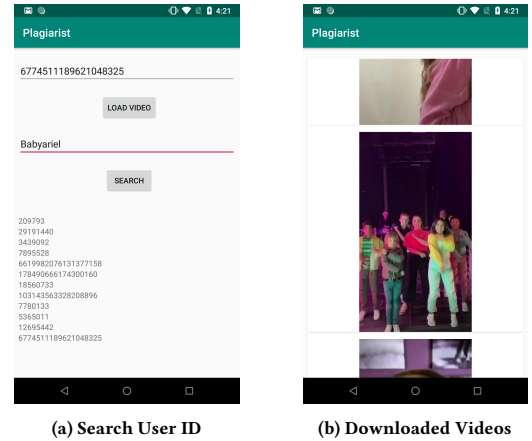 4:21
Plagiarist
6774511189621048325
LOAD VIDEO
Babyariel
SEARCH
209793
29191440
3439092
7895528
6619982076131377158
178490666174300160
18560733
103143563328208896
7780133
5365011
12695442
6774511189621048325
(a) Search User ID
4:21
Plagiarist
(b) Downloaded Videos